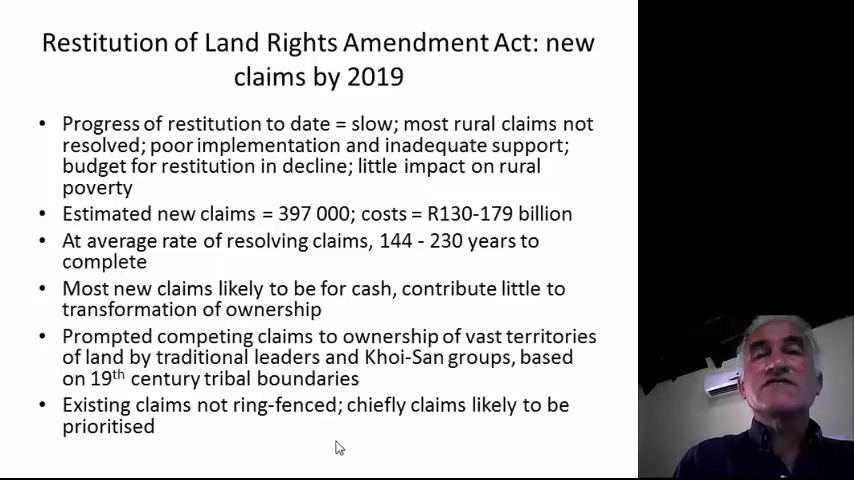 Restitution of Land Rights Amendment Act: new
claims by 2019
• Progress of restitution to date = slow; most rural claims not
resolved; poor implementation and inadequate support;
budget for restitution in decline; little impact on rural
poverty
• Estimated new claims = 397 000; costs = R130-179 billion
• At average rate of resolving claims, 144 - 230 years to
complete
• Most new claims likely to be for cash, contribute little to
transformation of ownership
• Prompted competing claims to ownership of vast territories
of land by traditional leaders and Khoi-San groups, based
on 19th century tribal boundaries
• Existing claims not ring-fenced; chiefly claims likely to be
prioritised